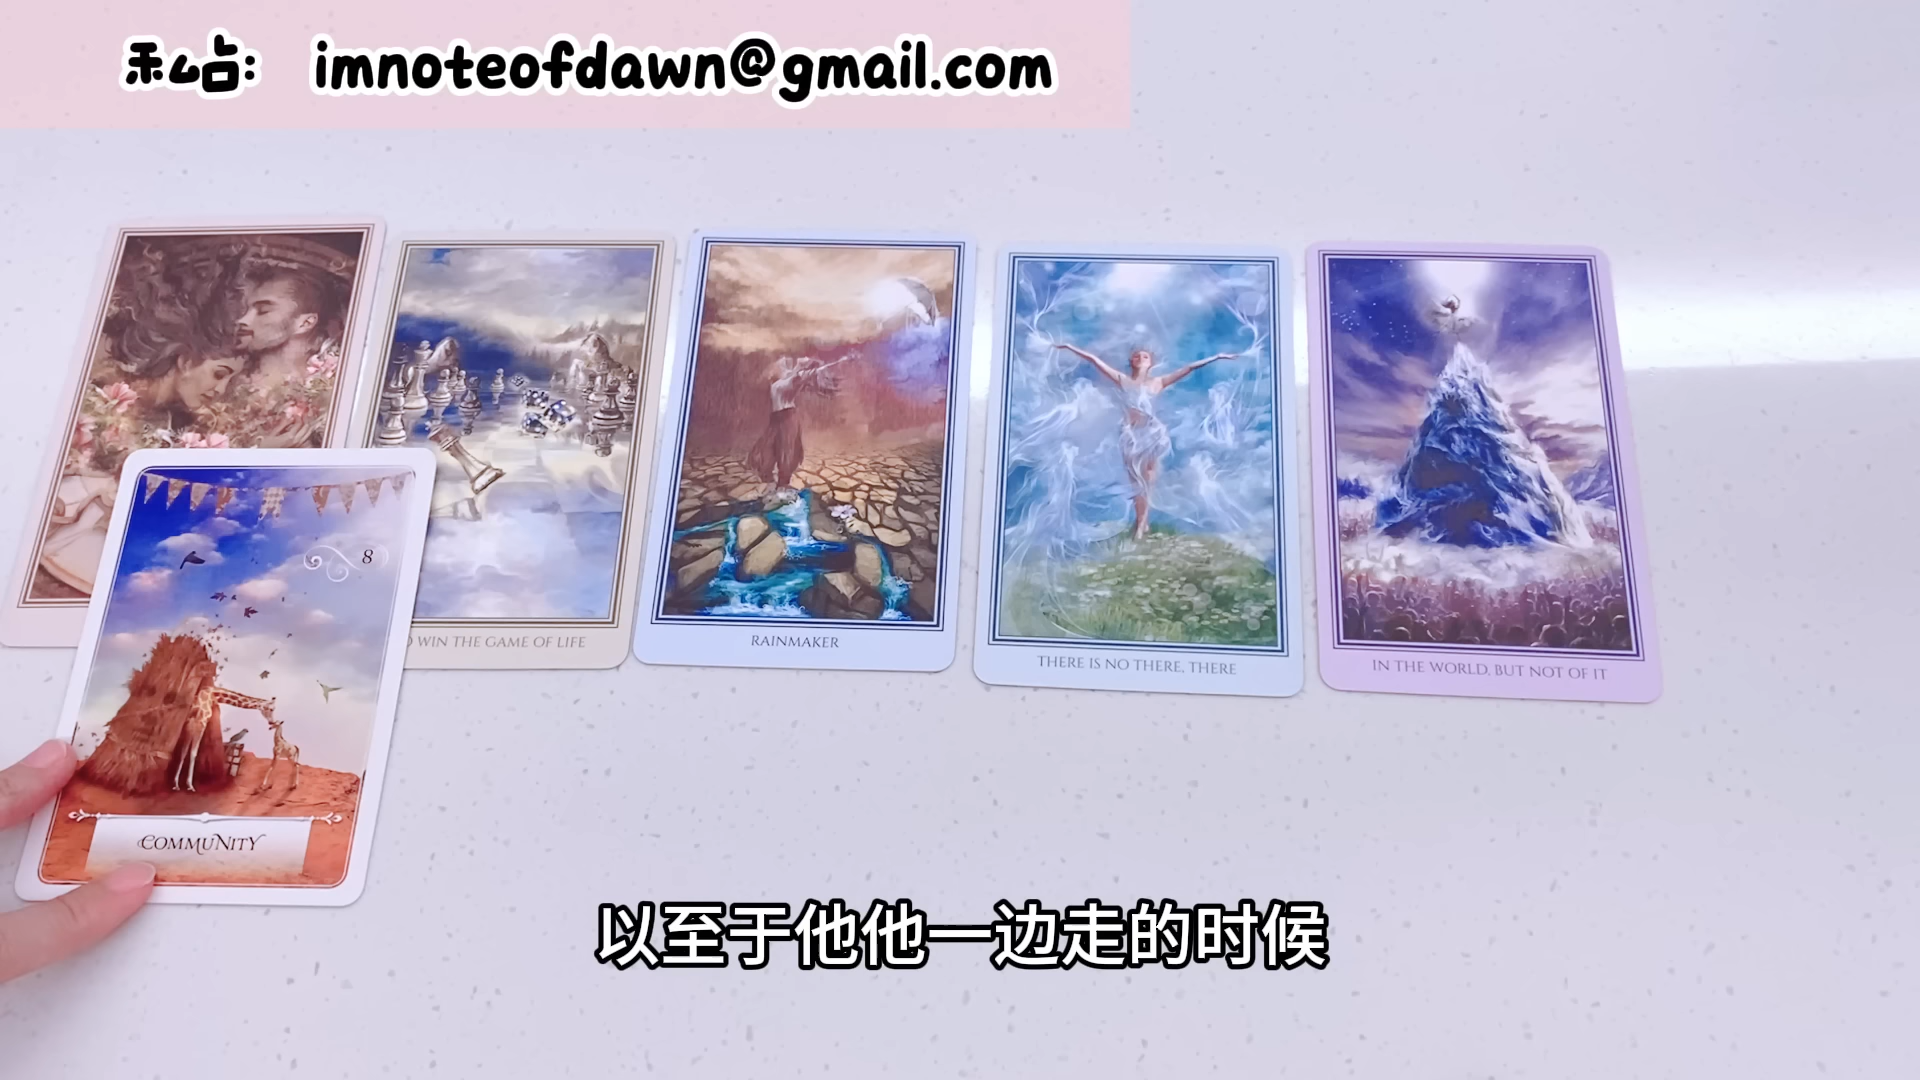 私占: imnoteofdawn@gmail.com
8
WIN THE GAME OF LIFE
RAINMAKER
THERE IS NO THERE, THERE
IN THE WORLD, BUT NOT OF IT
COMMUNITY
以至于他他一边走的时候